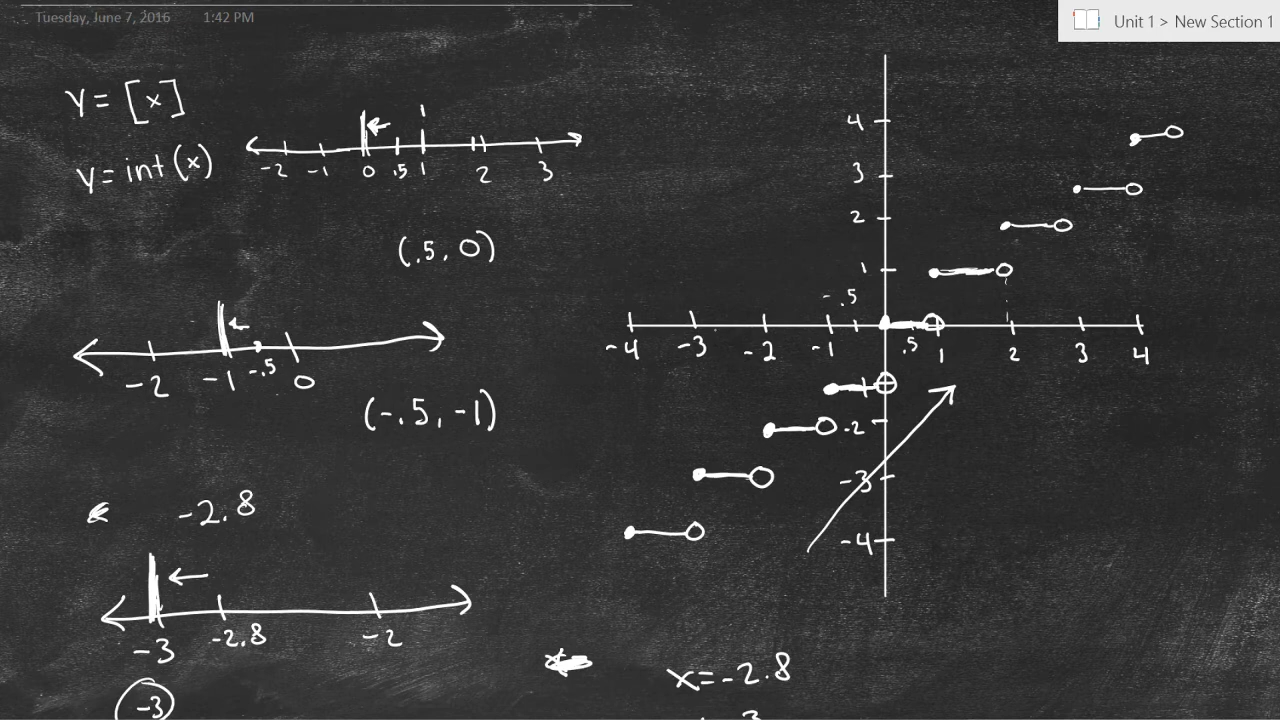 Tuesday, June 7, 2016 1:42 PM
Unit 1 > New Section 1
y = [x]
y = int(x)
-2 -1 0 .5 1 2 3
(.5, 0)
-2 -1 -.5 0
(-.5, -1)
-2.8
-3 -2.8 -2
-3
4
3
2
1
-.5
-4 -3 -2 -1 .5 1 2 3 4
-1
-2
-3
-4
x = -2.8